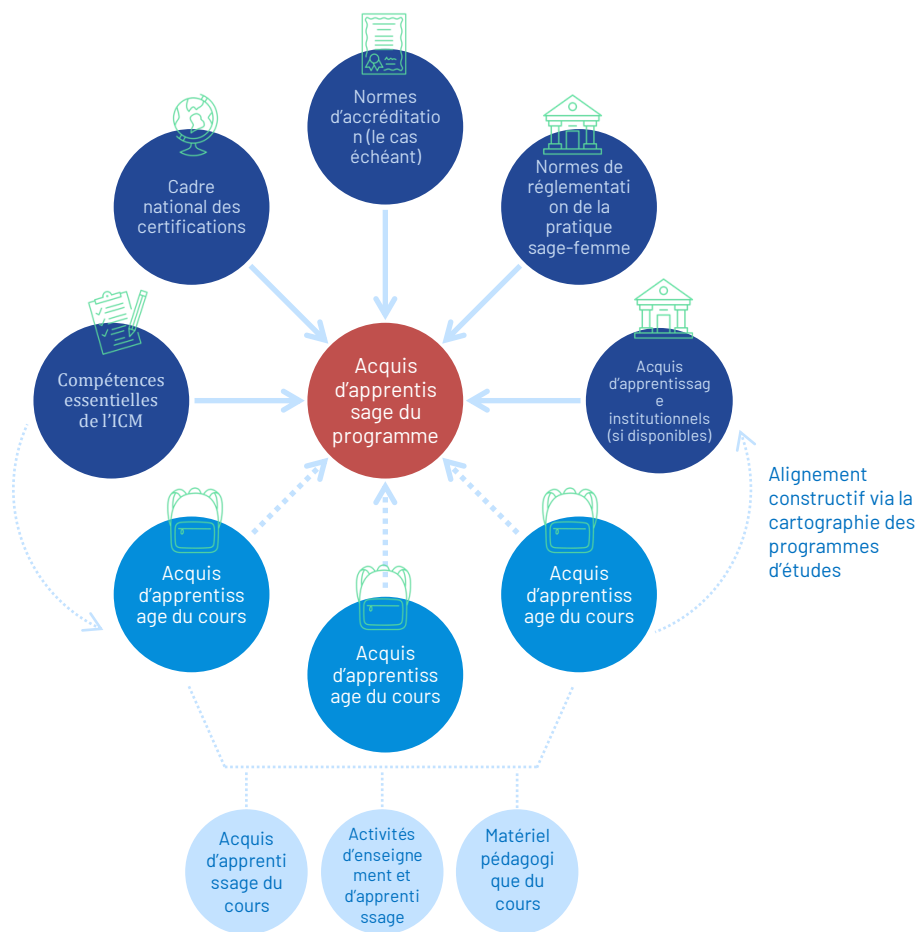 Normes
d'accréditatio
n (le cas
échéant)
Cadre
national des
certifications
Normes de
réglementati
on de la
pratique
sage-femme
Compétences
essentielles
de l'ICM
Acquis
d'apprentis
sage du
programme
Acquis
d'apprentissag
e
institutionnels
(si disponibles)
Alignement
constructif via la
cartographie des
programmes
d'études
Acquis
d'apprentiss
age du cours
Acquis
d'apprentiss
age du cours
Acquis
d'apprentiss
age du cours
Acquis
d'apprenti
ssage du
cours
Activités
d'enseigne
ment et
d'apprenti
ssage
Matériel
pédagogi
que du
cours